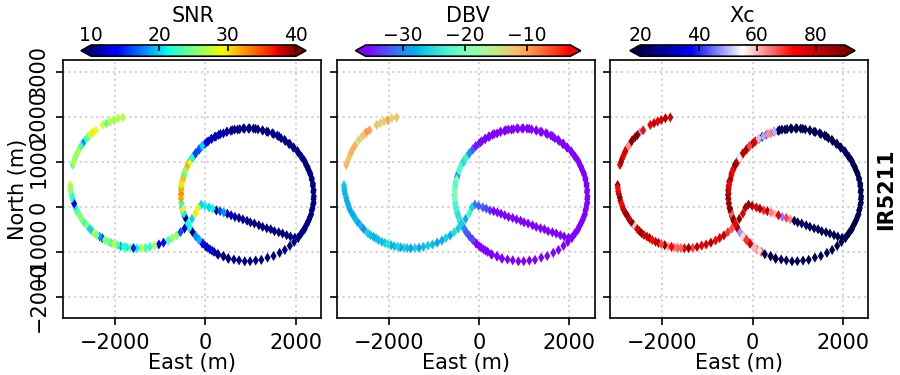 SNR DBV Xc
10 20 30 40 −30 −20 −10 20 40 60 80
North (m)
3000
2000
1000
0
−1000
−2000
−2000 0 2000 −2000 0 2000 −2000 0 2000
East (m) East (m) East (m)
IR5211